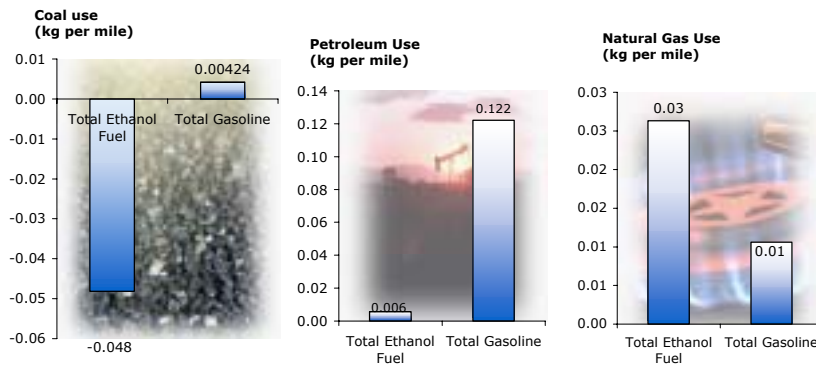 Coal use
(kg per mile)
0.01
0.00
-0.01
-0.02
-0.03
-0.04
-0.05
-0.06
0.00424
Total Ethanol
Fuel
Total Gasoline
-0.048
Petroleum Use
(kg per mile)
0.14
0.12
0.10
0.08
0.06
0.04
0.02
0.00
0.006
0.122
Total Ethanol
Fuel
Total Gasoline
Natural Gas Use
(kg per mile)
0.03
0.03
0.02
0.02
0.01
0.01
0.00
0.03
0.01
Total Ethanol
Fuel
Total Gasoline